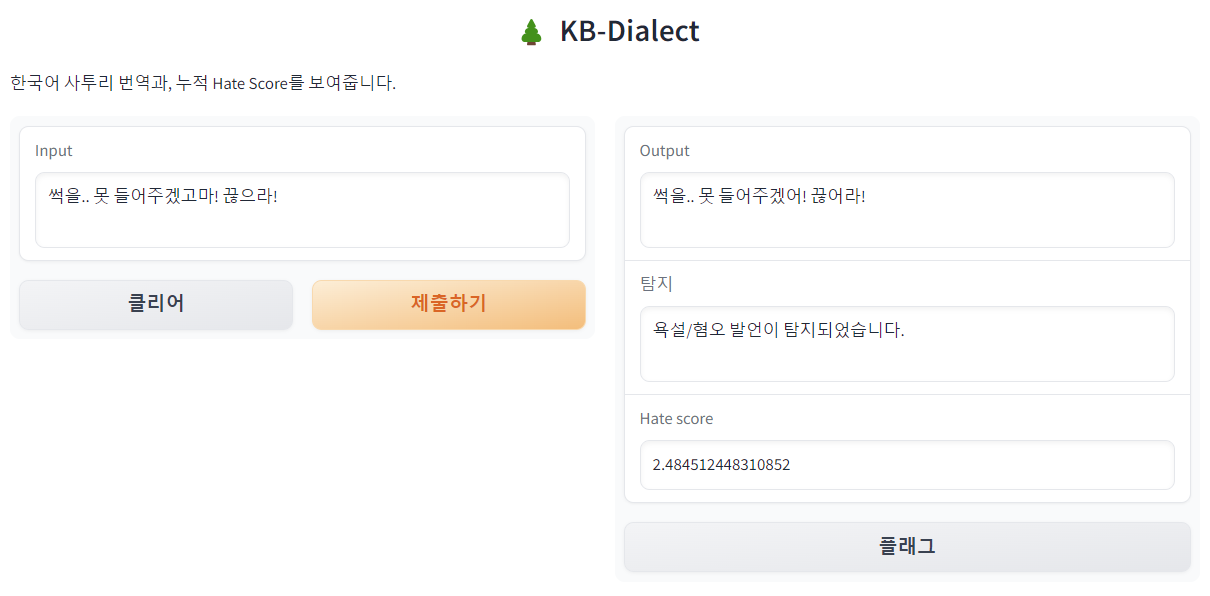 🌲 KB-Dialect
한국어 사투리 번역과, 누적 Hate Score를 보여줍니다.
Input
썩을.. 못 들어주겠고마! 끊으라!
클리어
제출하기
Output
썩을.. 못 들어주겠어! 끊어라!
탐지
욕설/혐오 발언이 탐지되었습니다.
Hate score
2.484512448310852
플래그